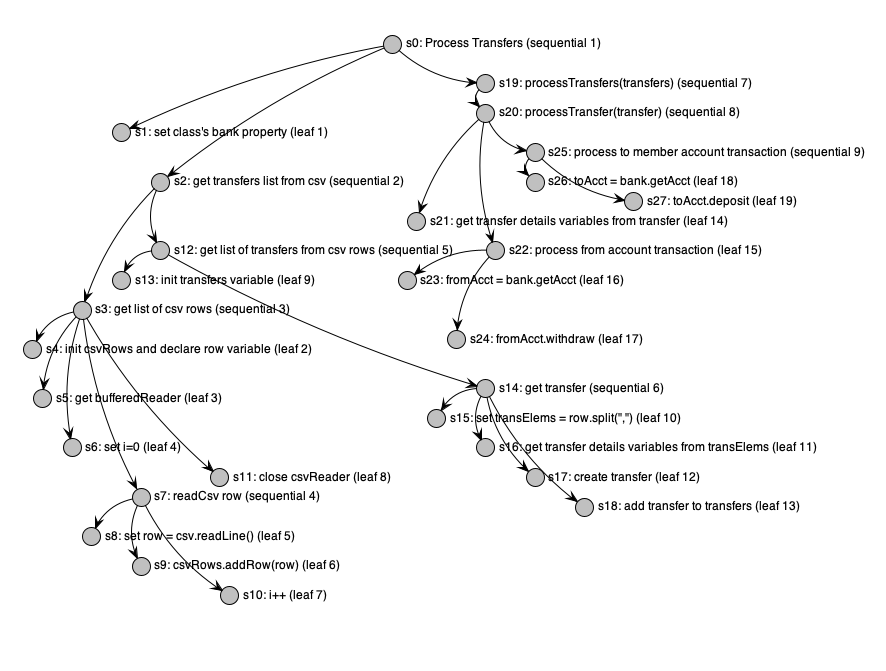 s0: Process Transfers (sequential 1)
s19: processTransfers(transfers) (sequential 7)
s20: processTransfer(transfer) (sequential 8)
s1: set class's bank property (leaf 1)
s25: process to member account transaction (sequential 9)
s2: get transfers list from csv (sequential 2)
s26: toAcct = bank.getAcct (leaf 18)
s27: toAcct.deposit (leaf 19)
s21: get transfer details variables from transfer (leaf 14)
s12: get list of transfers from csv rows (sequential 5)
s22: process from account transaction (leaf 15)
s13: init transfers variable (leaf 9)
s23: fromAcct = bank.getAcct (leaf 16)
s3: get list of csv rows (sequential 3)
s24: fromAcct.withdraw (leaf 17)
s4: init csvRows and declare row variable (leaf 2)
s14: get transfer (sequential 6)
s5: get bufferedReader (leaf 3)
s15: set transElems = row.split(",") (leaf 10)
s6: set i=0 (leaf 4)
s16: get transfer details variables from transElems (leaf 11)
s11: close csvReader (leaf 8)
s17: create transfer (leaf 12)
s7: readCsv row (sequential 4)
s18: add transfer to transfers (leaf 13)
s8: set row = csv.readLine() (leaf 5)
s9: csvRows.addRow(row) (leaf 6)
s10: i++ (leaf 7)